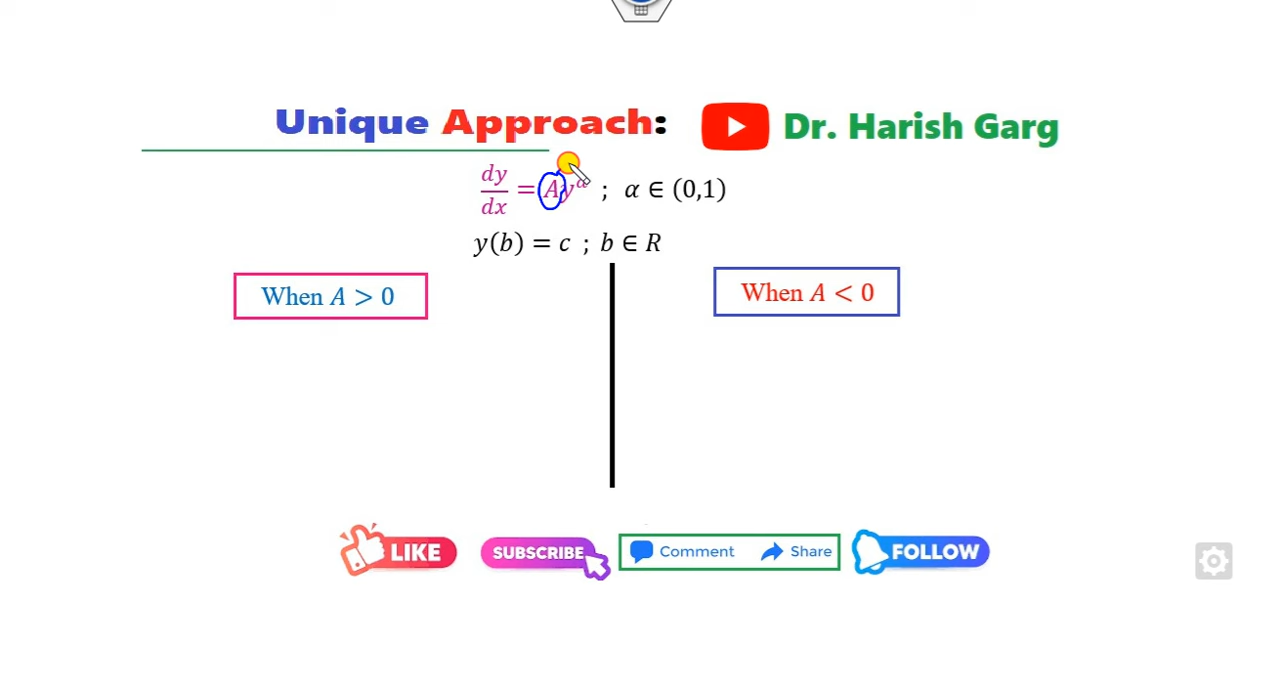 Unique Approach: Dr. Harish Garg
dy/dx = Ay^α ; α ∈ (0,1)
y(b) = c ; b ∈ R
When A > 0
When A < 0
LIKE SUBSCRIBE Comment Share FOLLOW